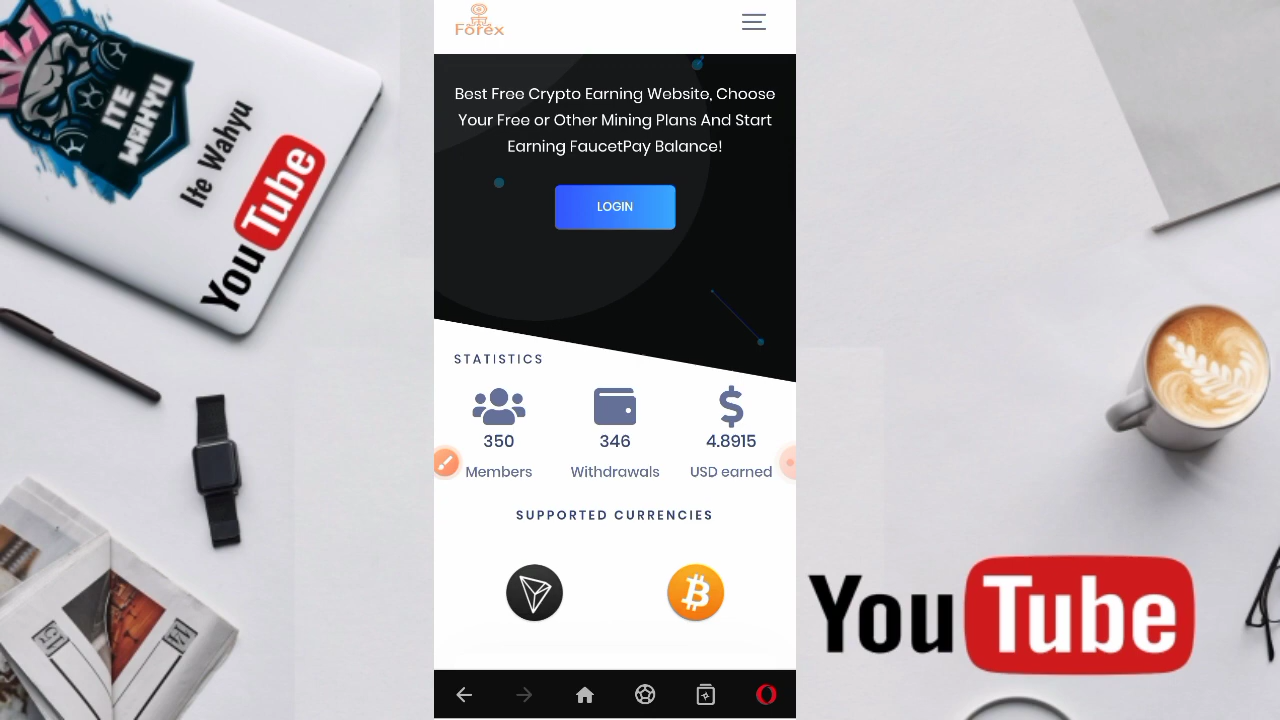 ITE
WAHYU
Ite Wahyu
YouTube
Forex
Best Free Crypto Earning Website, Choose
Your Free or Other Mining Plans And Start
Earning FaucetPay Balance!
LOGIN
STATISTICS
350
346
4.8915
Members
Withdrawals
USD earned
SUPPORTED CURRENCIES
YouTube